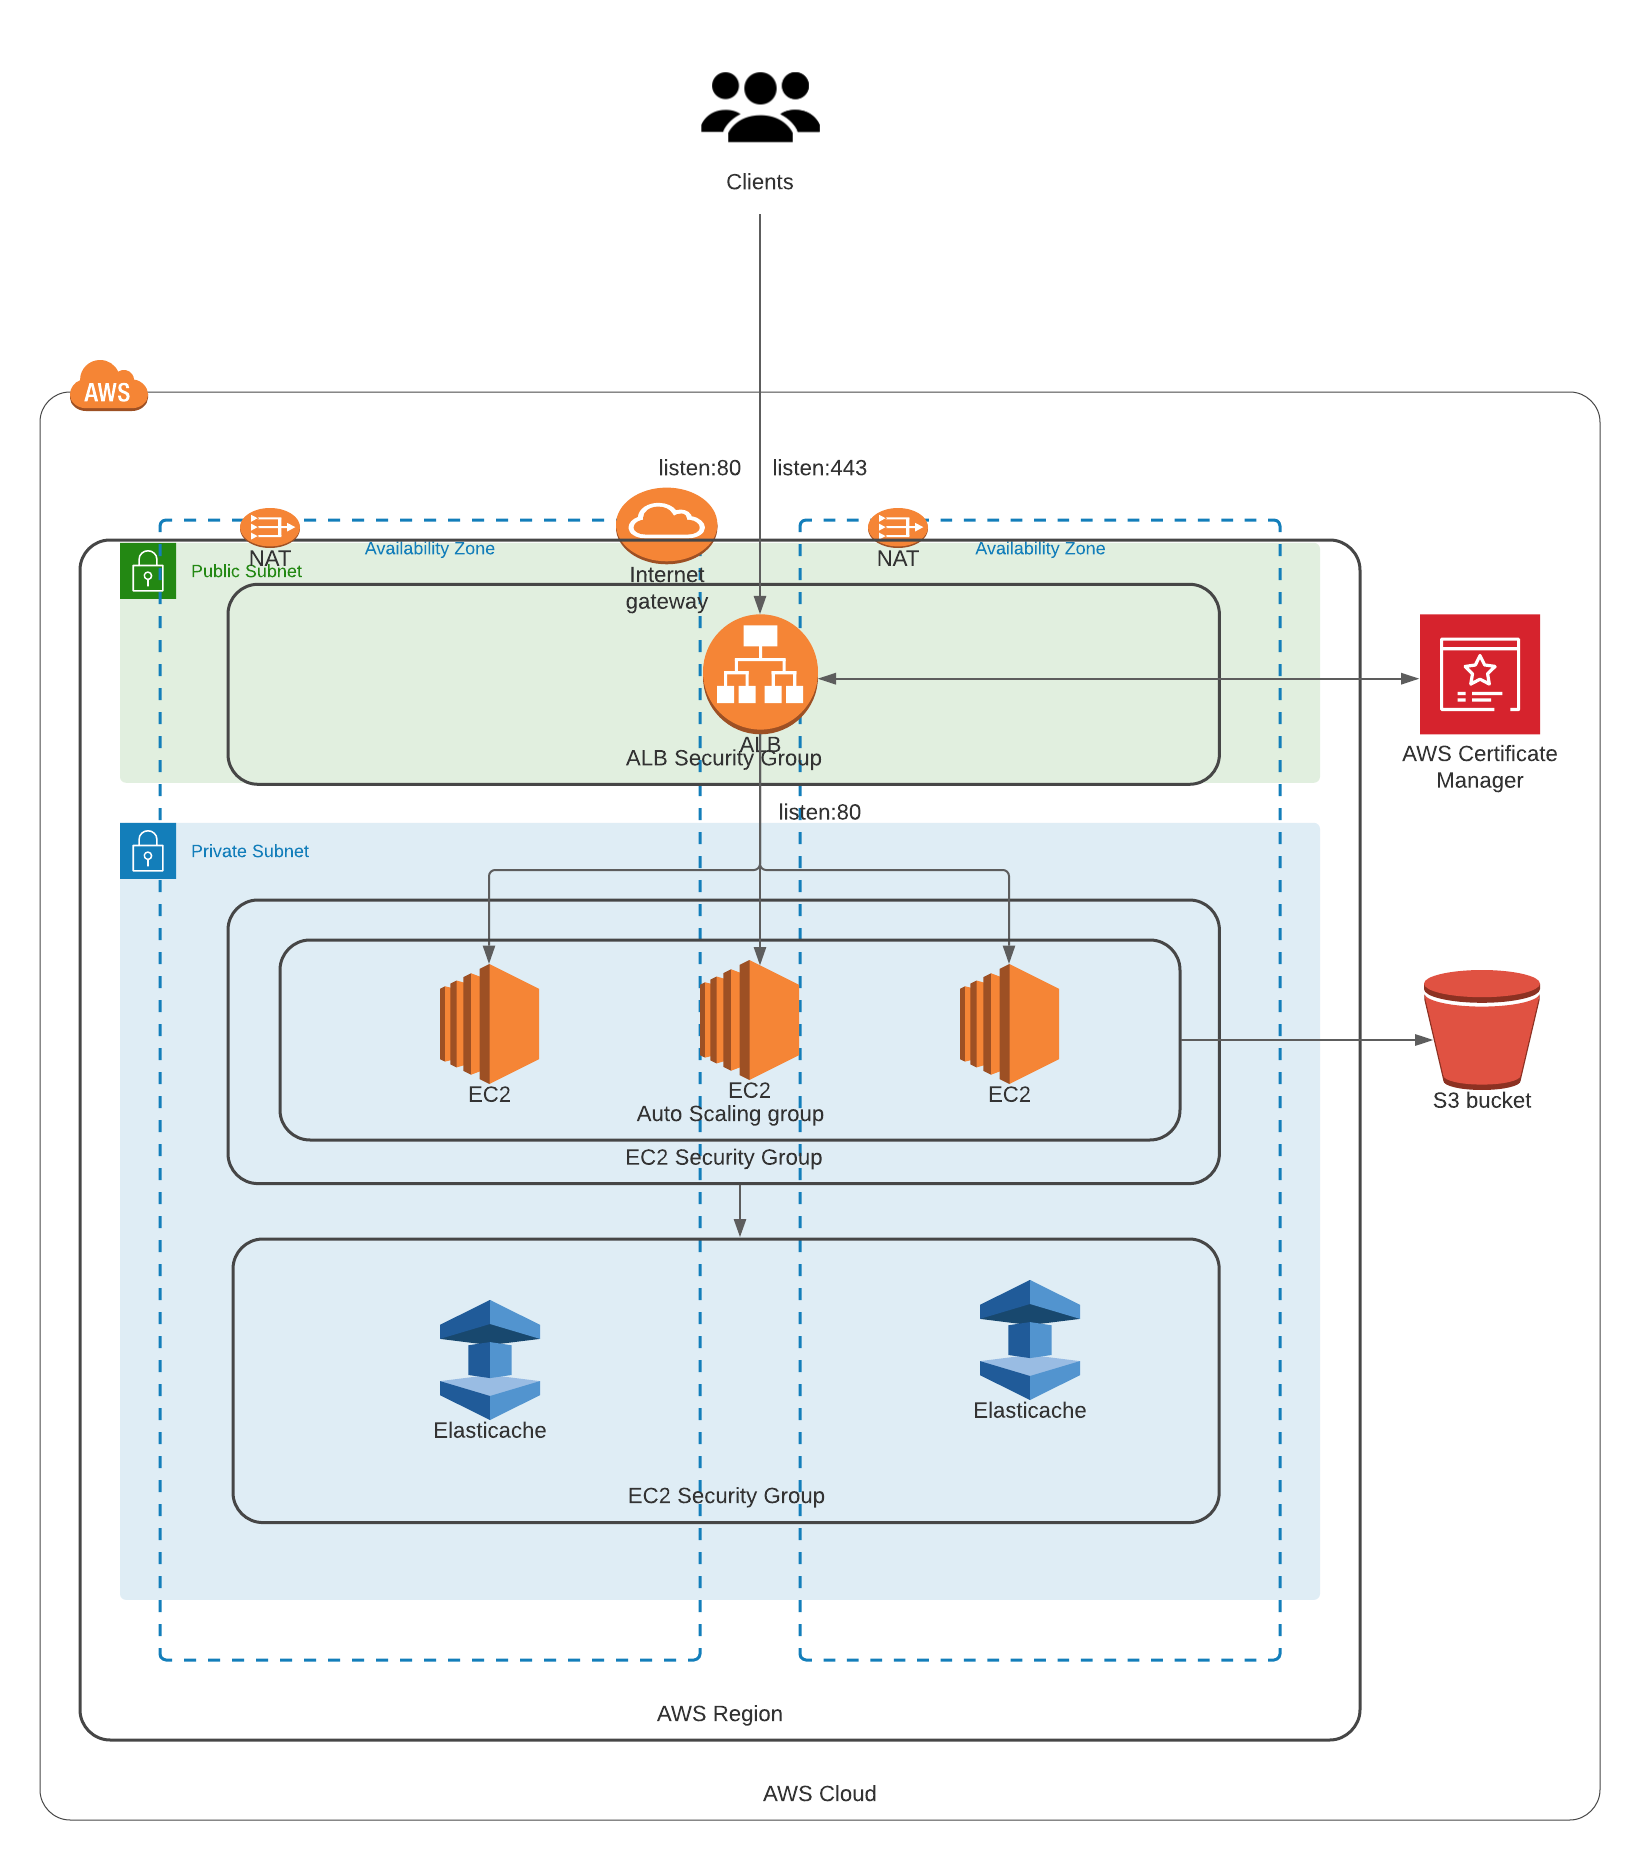 Clients
AWS
listen:80
listen:443
NAT
Availability Zone
Internet
gateway
NAT
Availability Zone
Public Subnet
ALB
ALB Security Group
AWS Certificate
Manager
listen:80
Private Subnet
EC2
EC2
EC2
Auto Scaling group
EC2 Security Group
S3 bucket
Elasticache
Elasticache
EC2 Security Group
AWS Region
AWS Cloud